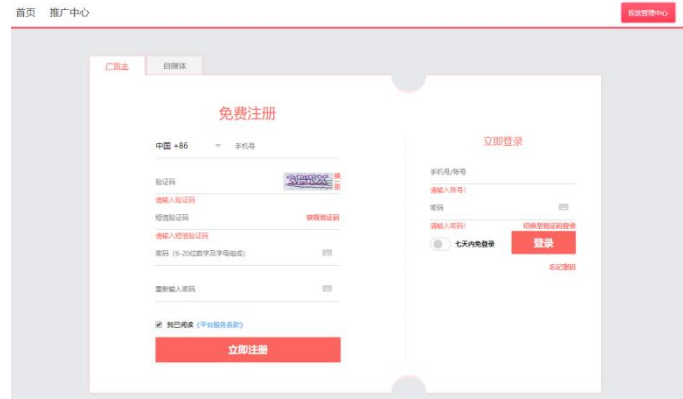 首页 推广中心
投放管理中心
广告主 自媒体
免费注册
中国 +86 手机号
验证码 换一张
请输入验证码
短信验证码 获取验证码
请输入短信验证码
密码（6-20位数字及字母组成）
重新输入密码
我已阅读《平台服务条款》
立即注册
立即登录
手机号/账号
请输入账号!
密码
请输入密码! 切换至验证码登录
七天内免登录 登录
忘记密码